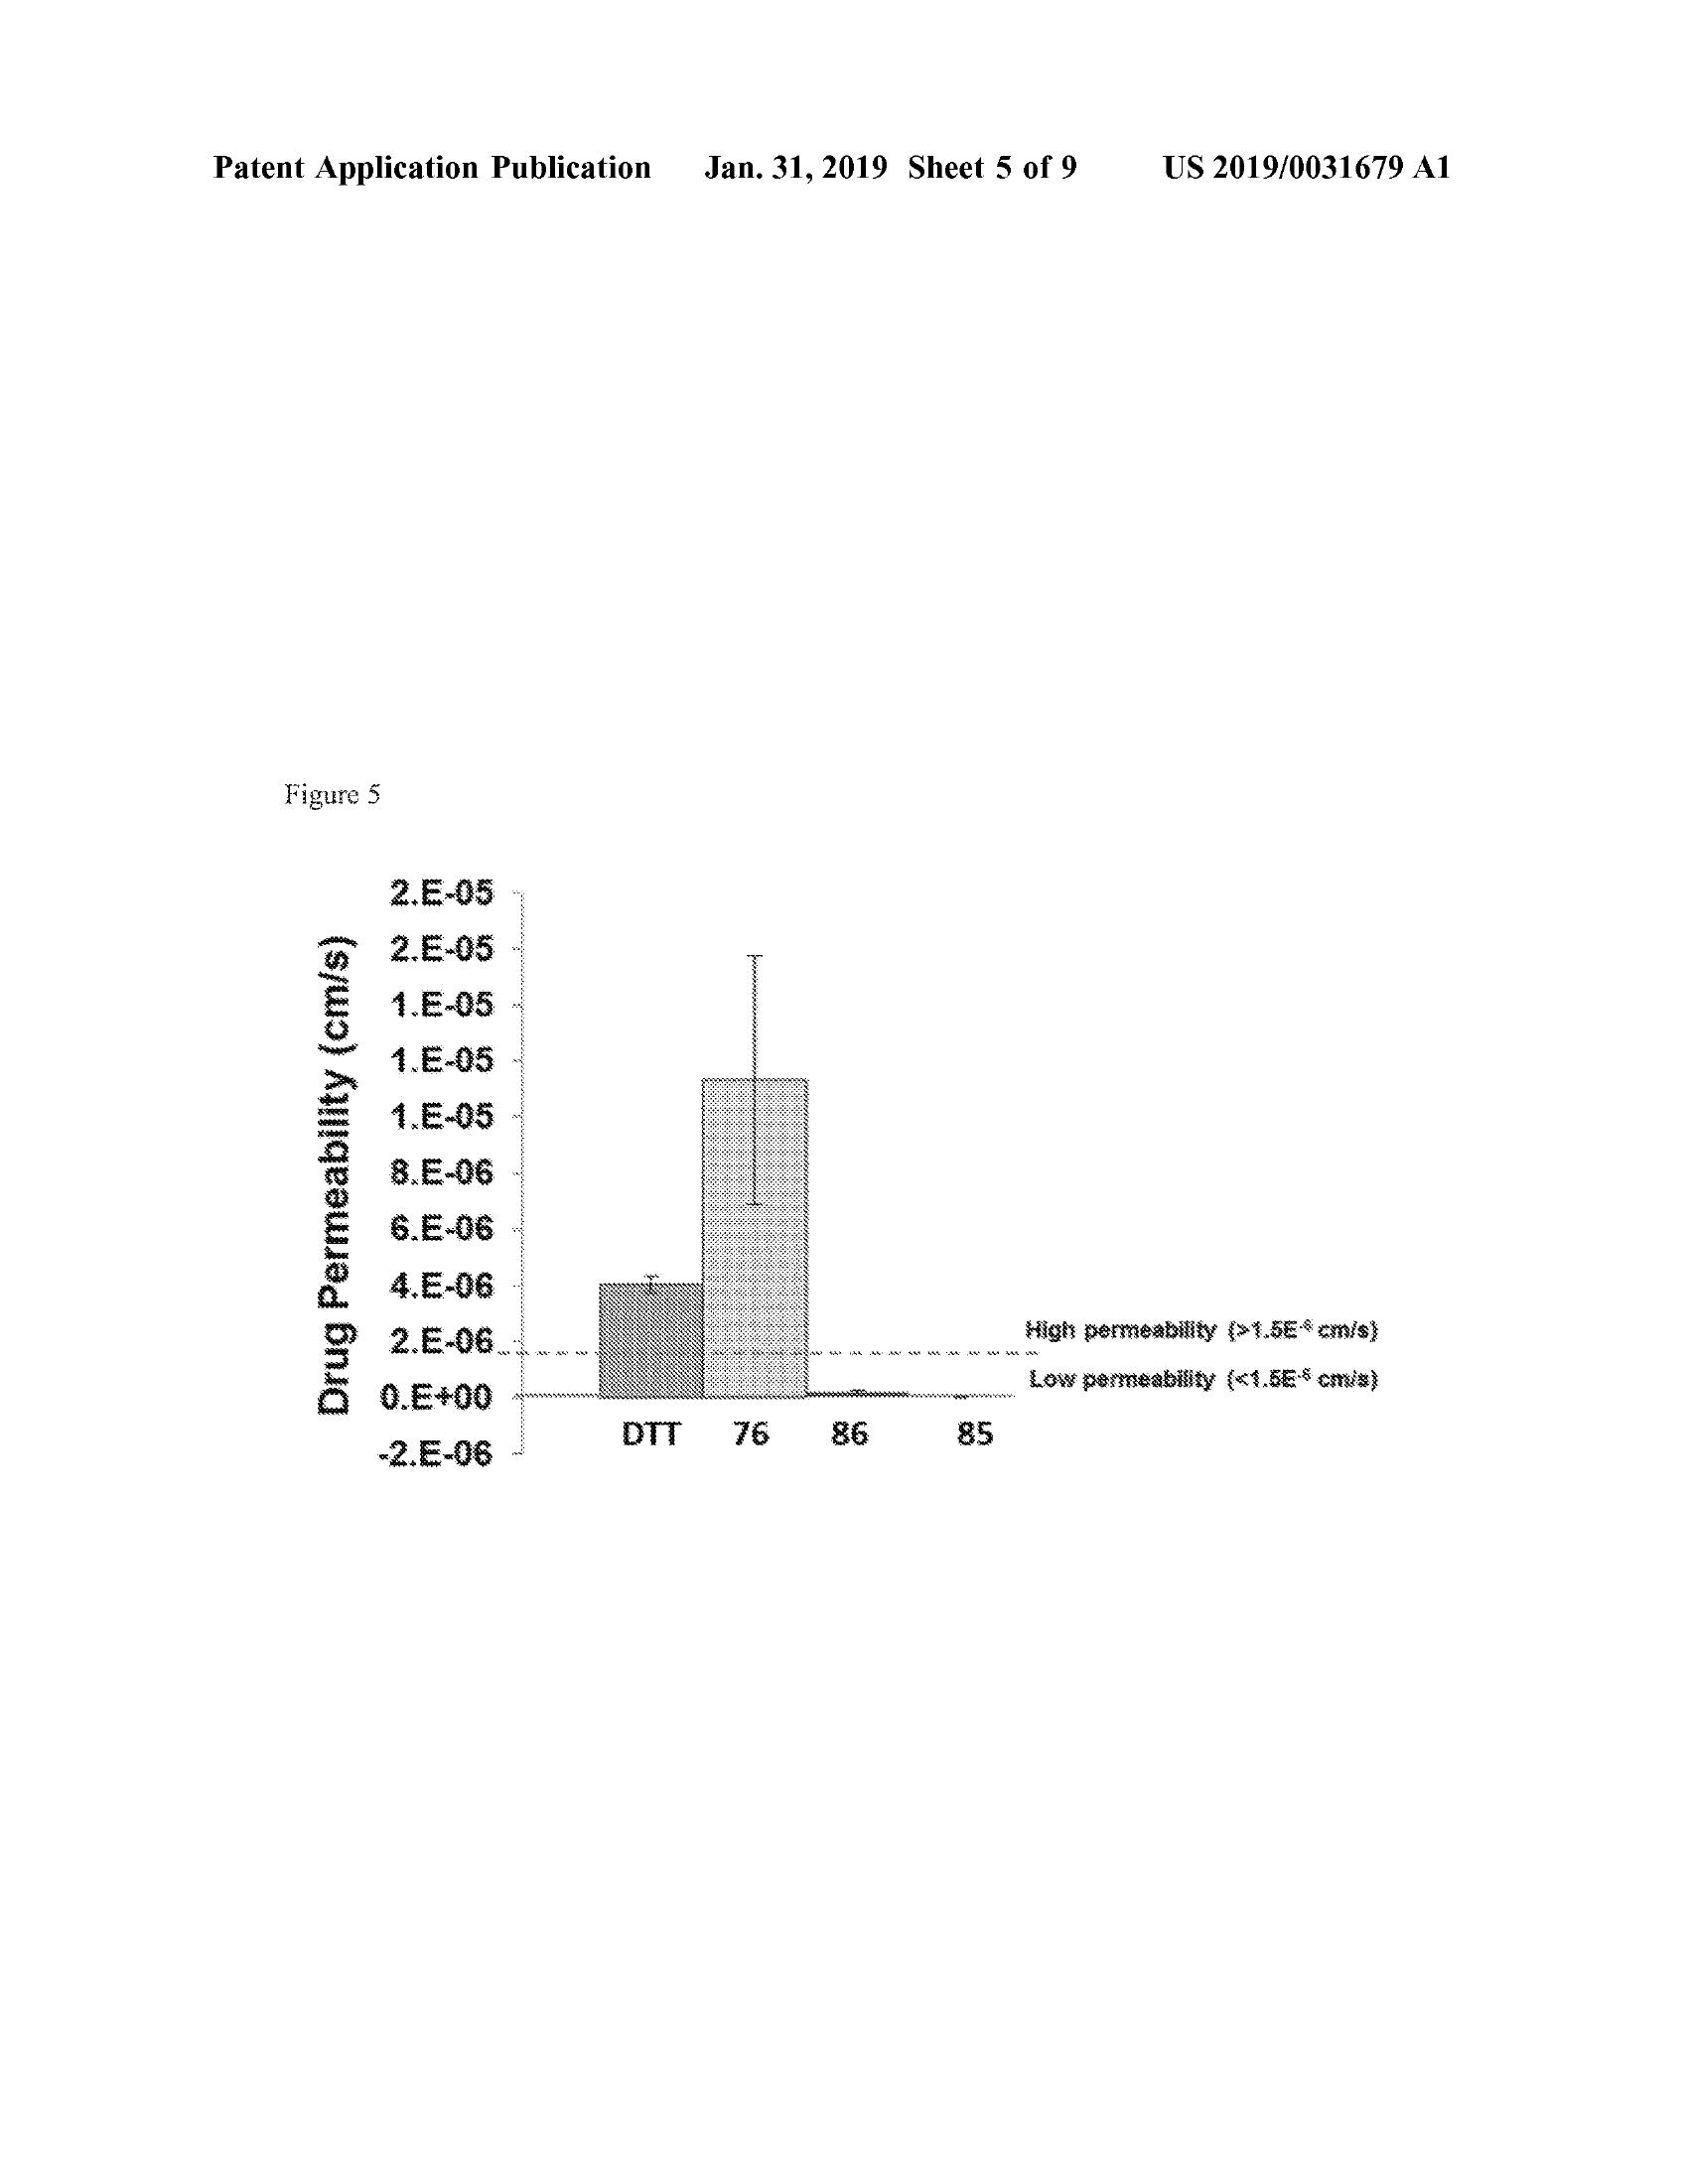 Patent Application Publication Jan. 31, 2019 Sheet 5 of 9 US 2019/0031679 A1
Figure 5
Drug Permeability (cm/s)
2.E-05
2.E-05
1.E-05
1.E-05
1.E-05
8.E-06
6.E-06
4.E-06
2.E-06
0.E+00
-2.E-06
High permeability (>1.5E⁻⁶ cm/s)
Low permeability (<1.5E⁻⁶ cm/s)
DTT 76 86 85